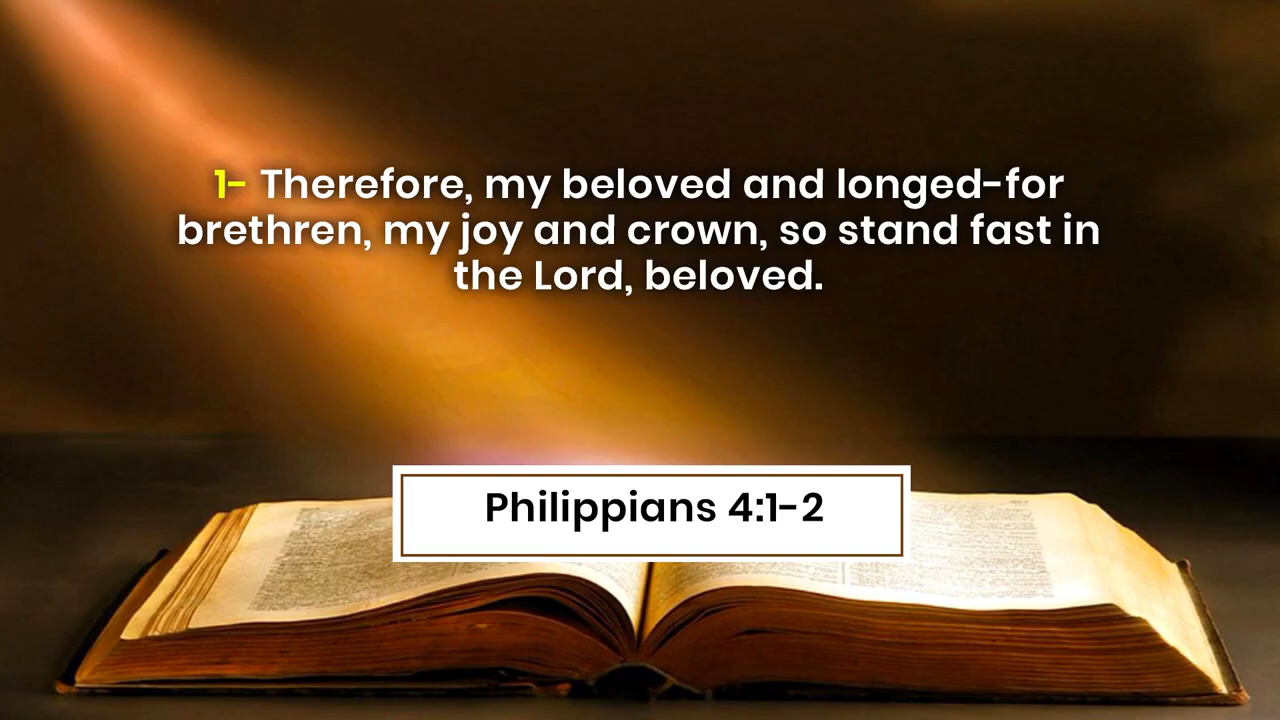 1- Therefore, my beloved and longed-for
brethren, my joy and crown, so stand fast in
the Lord, beloved.
Philippians 4:1-2